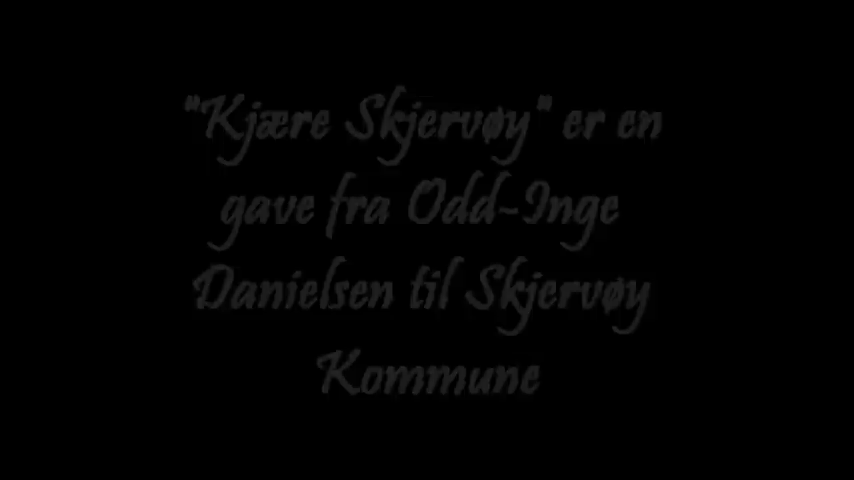 "Kjære Skjervøy" er en
gave fra Odd-Inge
Danielsen til Skjervøy
Kommune